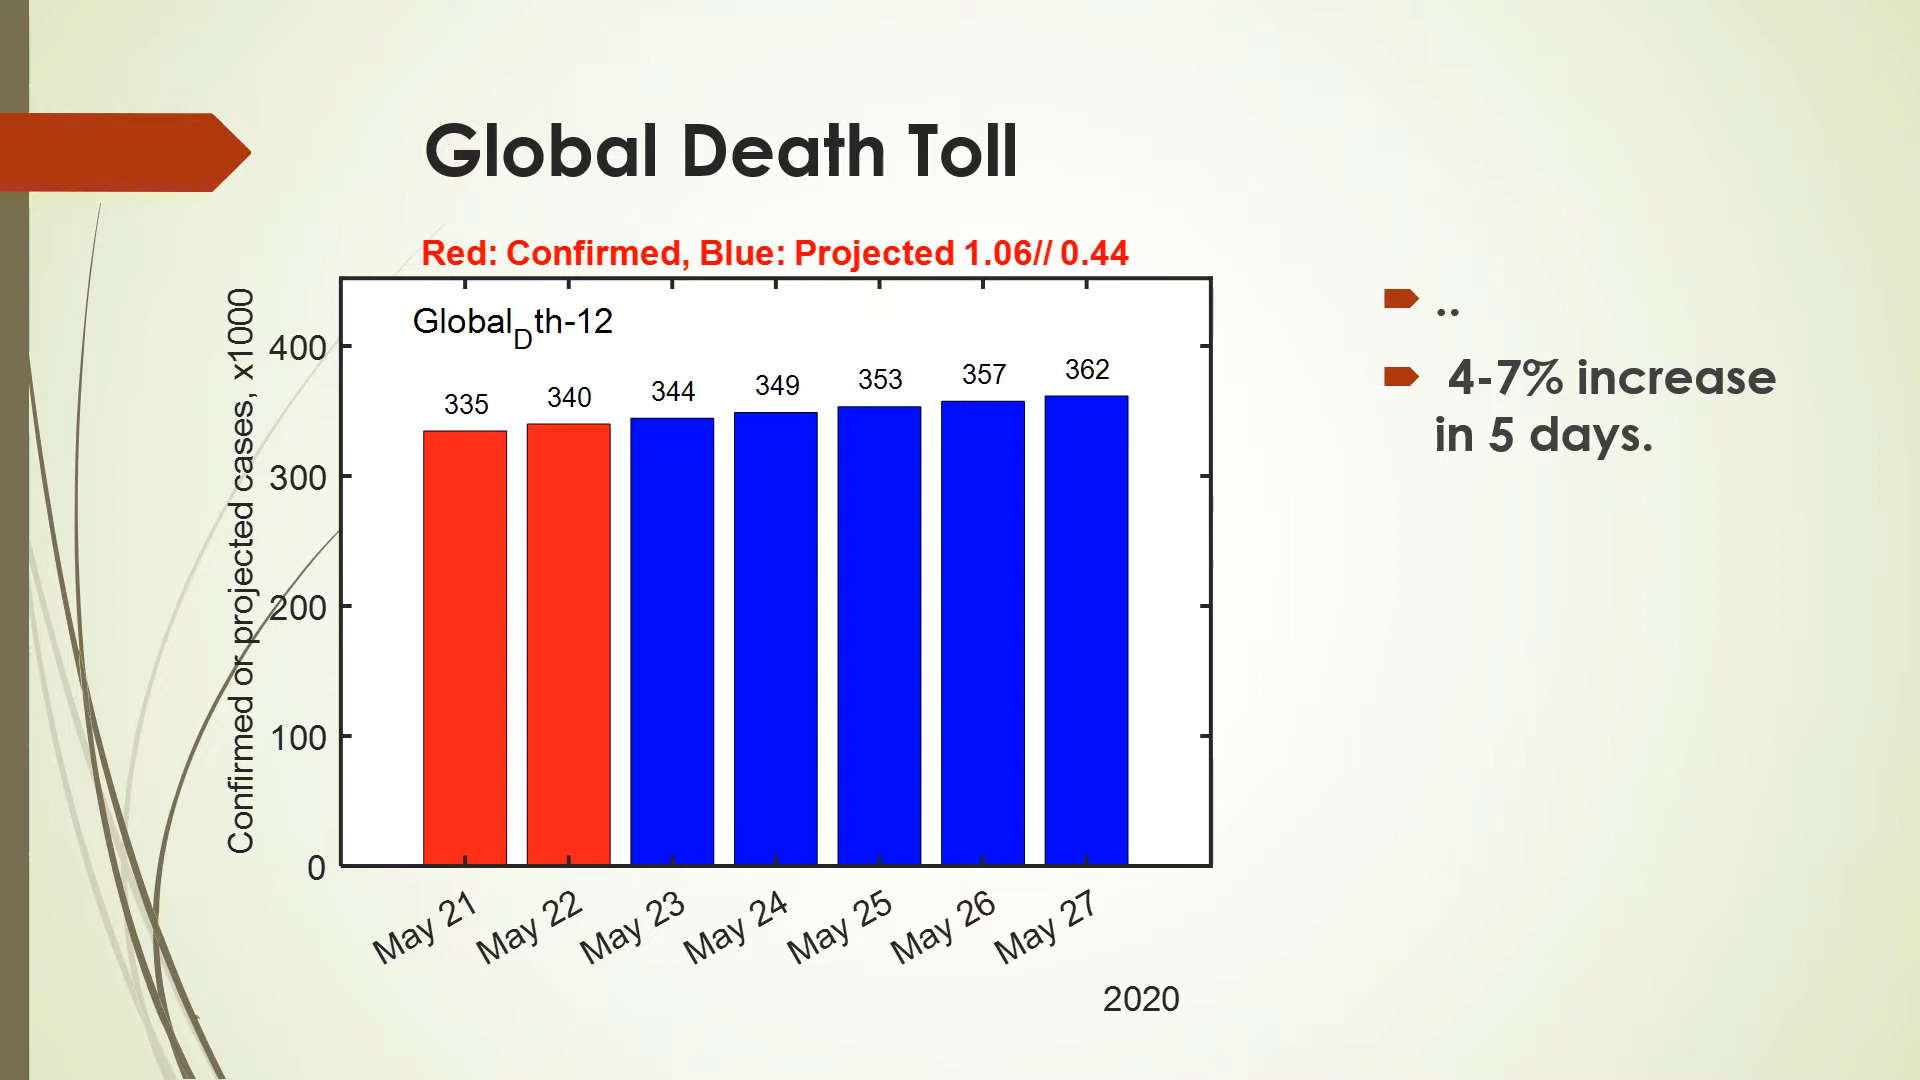 Global Death Toll
Red: Confirmed, Blue: Projected 1.06// 0.44
GlobalDth-12
Confirmed or projected cases, x1000
400
300
200
100
0
335
340
344
349
353
357
362
May 21
May 22
May 23
May 24
May 25
May 26
May 27
2020
..
4-7% increase
in 5 days.